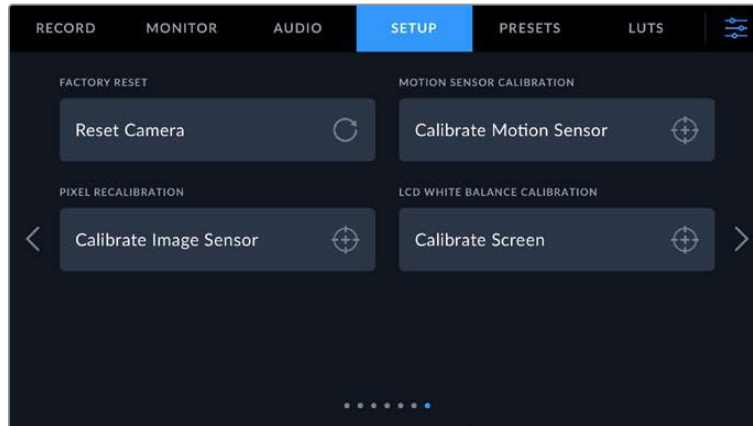 RECORD MONITOR AUDIO SETUP PRESETS LUTS
FACTORY RESET
Reset Camera
MOTION SENSOR CALIBRATION
Calibrate Motion Sensor
PIXEL RECALIBRATION
Calibrate Image Sensor
LCD WHITE BALANCE CALIBRATION
Calibrate Screen